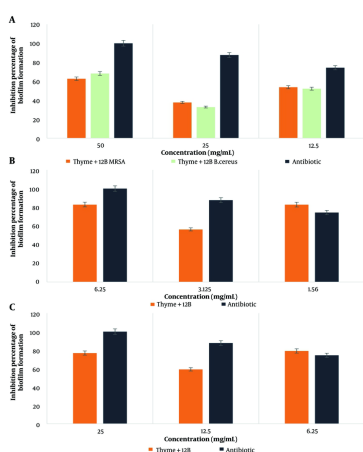 A
Inhibition percentage of
biofilm formation
120
100
80
60
40
20
0
50 25 12.5
Concentration (mg/mL)
Thyme + 12B MRSA Thyme + 12B B.cereus Antibiotic
B
Inhibition percentage of
biofilm formation
120
100
80
60
40
20
0
6.25 3.125 1.56
Concentration (mg/mL)
Thyme + 12B Antibiotic
C
Inhibition percentage of
biofilm formation
120
100
80
60
40
20
0
25 12.5 6.25
Concentration (mg/mL)
Thyme + 12B Antibiotic